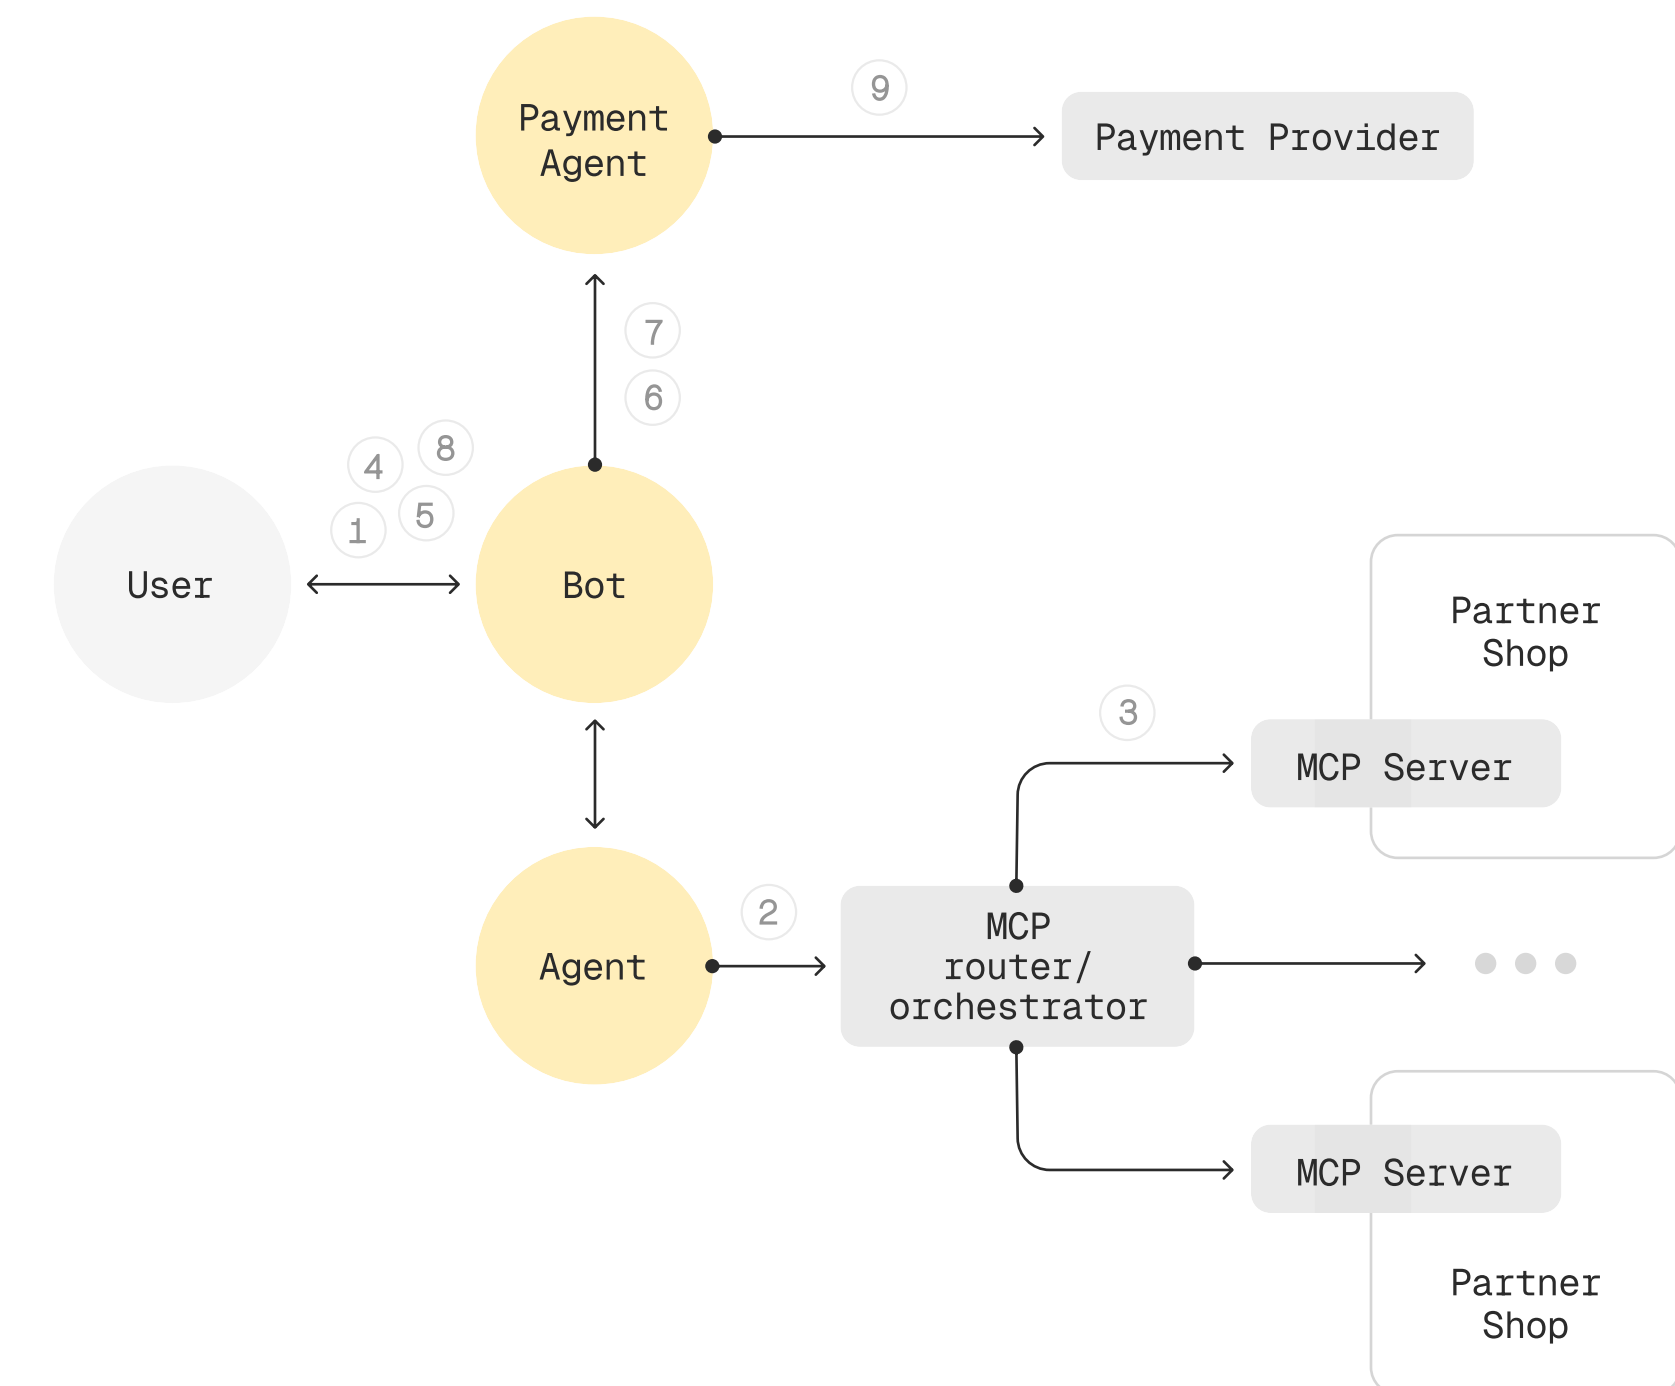 Payment
Agent
9
Payment Provider
7
6
8
4
5
1
User
Bot
Partner
Shop
3
MCP Server
2
Agent
MCP
router/
orchestrator
MCP Server
Partner
Shop